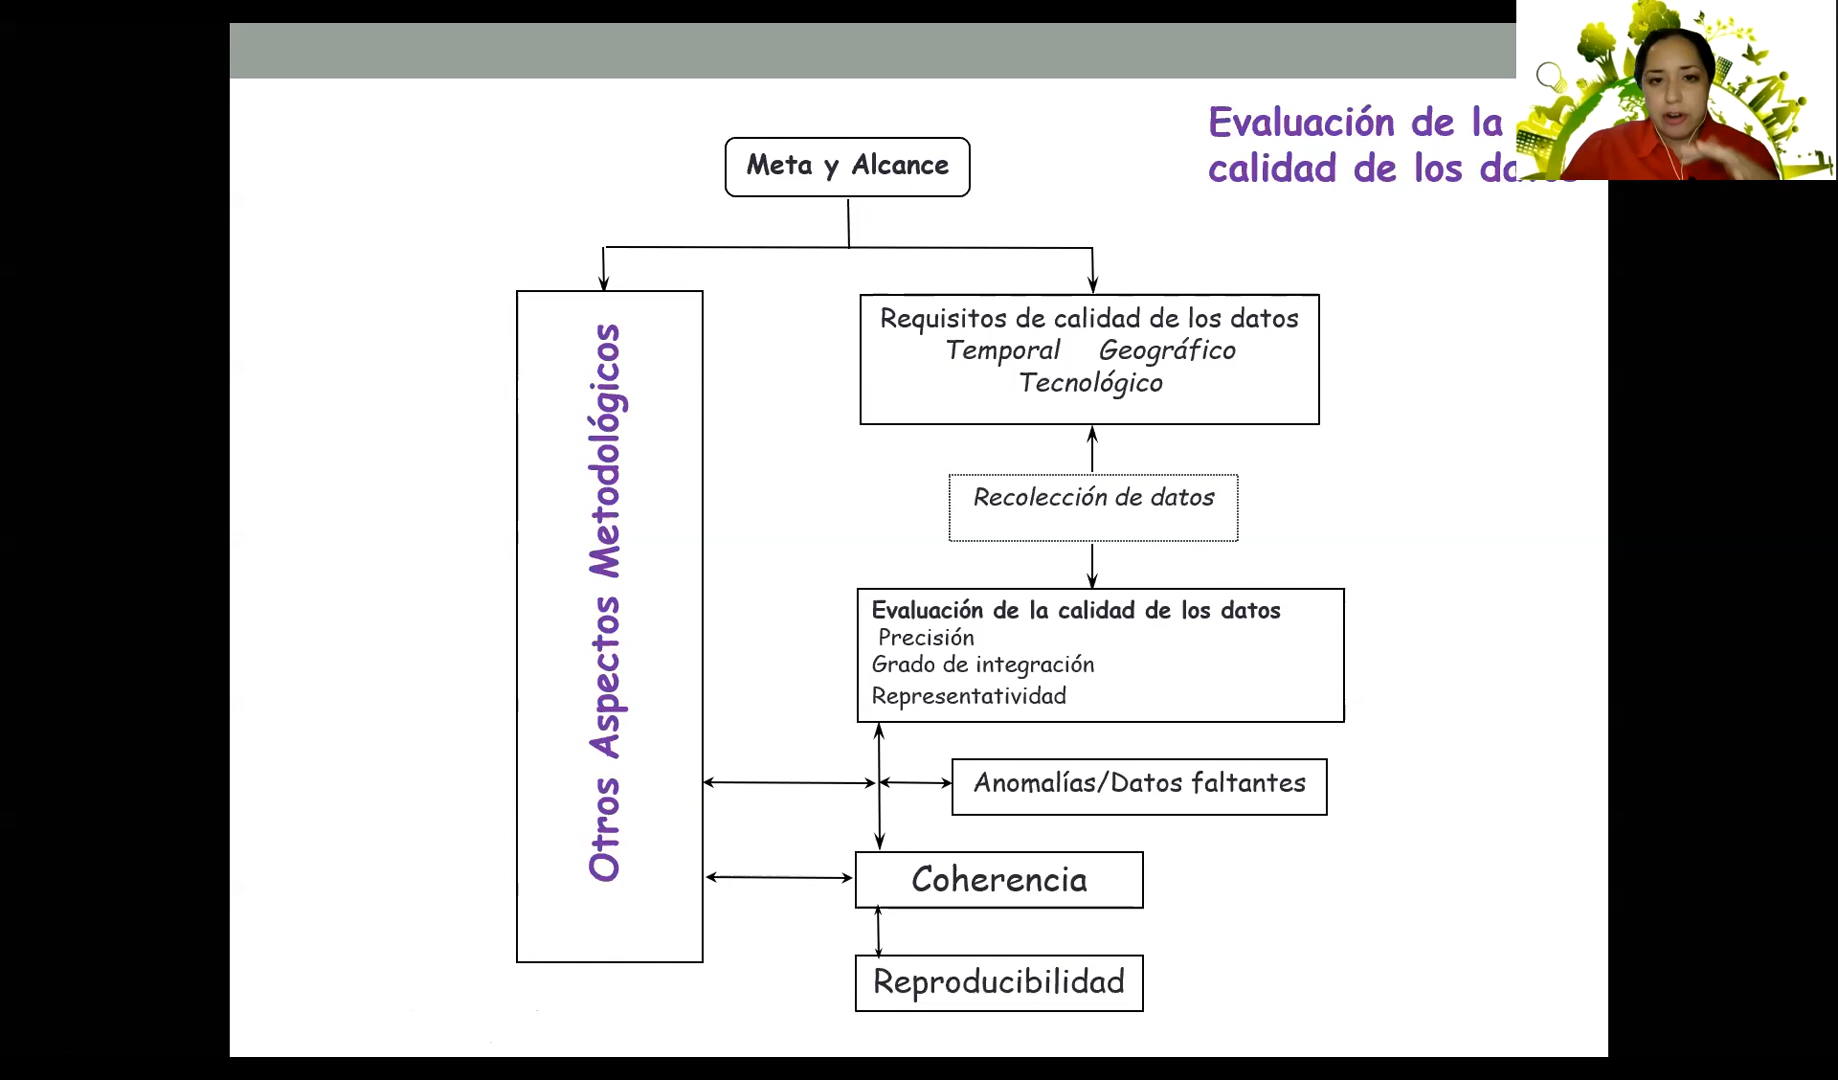 Evaluación de la
calidad de los datos
Meta y Alcance
Otros Aspectos Metodológicos
Requisitos de calidad de los datos
Temporal Geográfico
Tecnológico
Recolección de datos
Evaluación de la calidad de los datos
Precisión
Grado de integración
Representatividad
Anomalías/Datos faltantes
Coherencia
Reproducibilidad